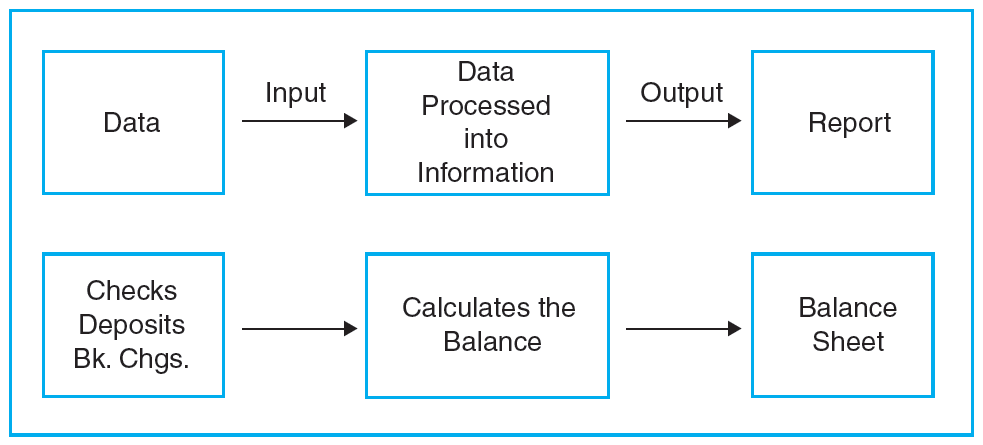 Data
Input
Data
Processed
into
Information
Output
Report
Checks
Deposits
Bk. Chgs.
Calculates the
Balance
Balance
Sheet